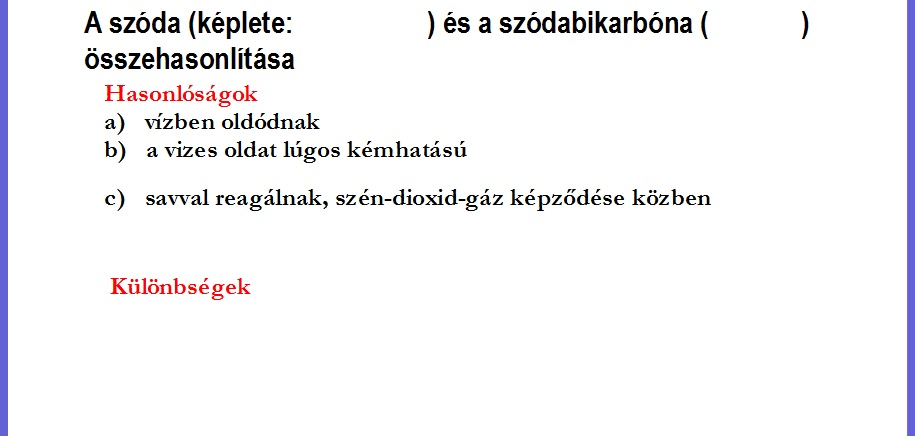 A szóda (képlete: ) és a szódabikarbóna ( )
összehasonlítása
Hasonlóságok
a) vízben oldódnak
b) a vizes oldat lúgos kémhatású
c) savval reagálnak, szén-dioxid-gáz képződése közben
Különbségek